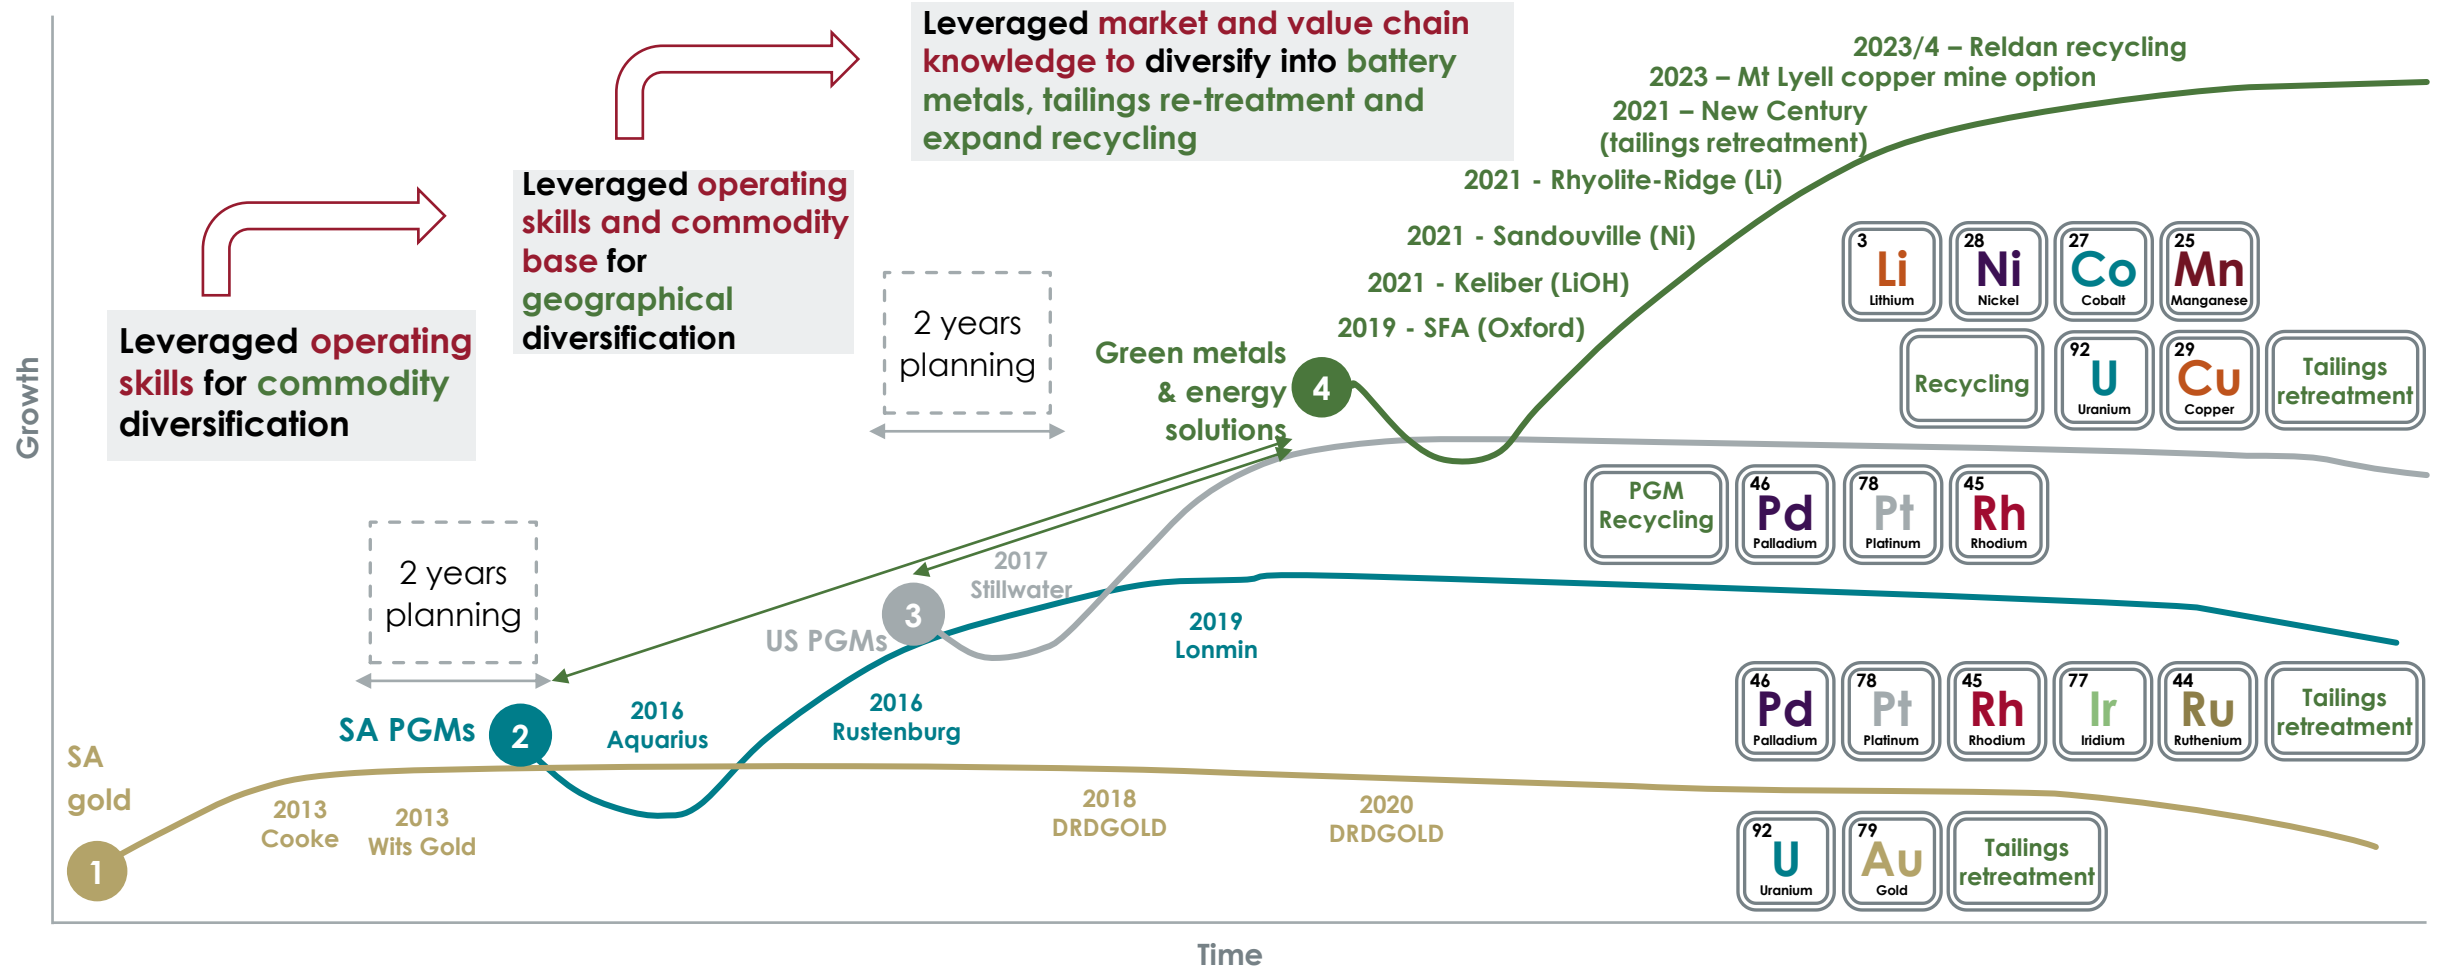 Leveraged market and value chain
knowledge to diversify into battery
metals, tailings re-treatment and
expand recycling
2023/4 – Reldan recycling
2023 – Mt Lyell copper mine option
2021 – New Century
(tailings retreatment)
2021 - Rhyolite-Ridge (Li)
2021 - Sandouville (Ni)
2021 - Keliber (LiOH)
2019 - SFA (Oxford)
Leveraged operating
skills and commodity
base for
geographical
diversification
Leveraged operating
skills for commodity
diversification
2 years
planning
Green metals
& energy
solutions
4
3
Li
Lithium
28
Ni
Nickel
27
Co
Cobalt
25
Mn
Manganese
Recycling
92
U
Uranium
29
Cu
Copper
Tailings
retreatment
Growth
PGM
Recycling
46
Pd
Palladium
78
Pt
Platinum
45
Rh
Rhodium
2 years
planning
2017
Stillwater
US PGMs
3
2019
Lonmin
SA PGMs
2
2016
Aquarius
2016
Rustenburg
46
Pd
Palladium
78
Pt
Platinum
45
Rh
Rhodium
77
Ir
Iridium
44
Ru
Ruthenium
Tailings
retreatment
SA
gold
1
2013
Cooke
2013
Wits Gold
2018
DRDGOLD
2020
DRDGOLD
92
U
Uranium
79
Au
Gold
Tailings
retreatment
Time